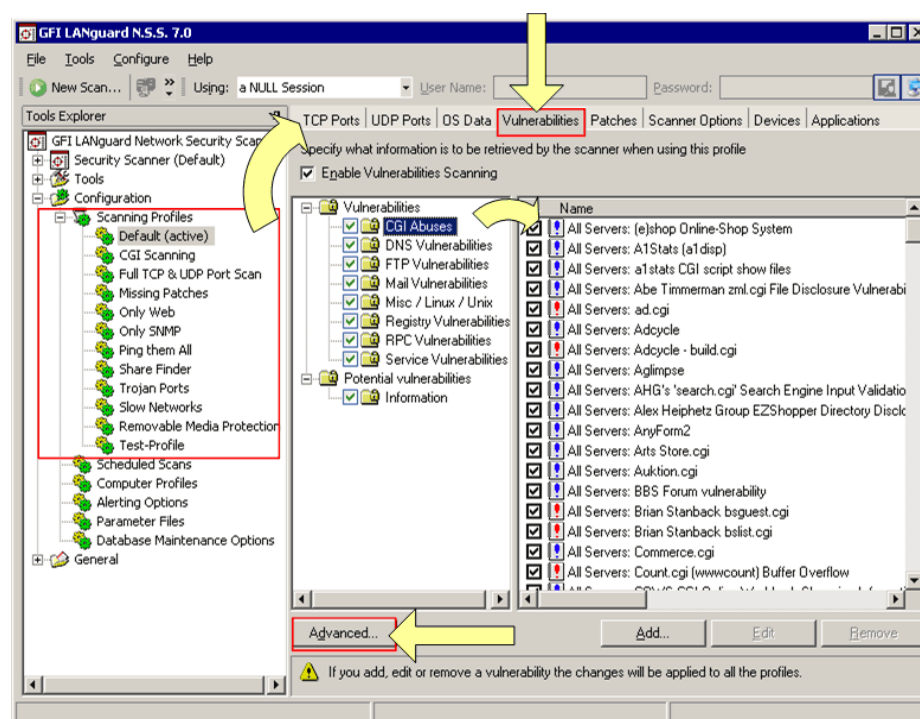 GFI LANguard N.S.S. 7.0
File Tools Configure Help
New Scan... » Using: a NULL Session User Name: Password:
Tools Explorer
GFI LANguard Network Security Scan
Security Scanner (Default)
Tools
Configuration
Scanning Profiles
Default (active)
CGI Scanning
Full TCP & UDP Port Scan
Missing Patches
Only Web
Only SNMP
Ping them All
Share Finder
Trojan Ports
Slow Networks
Removable Media Protection
Test-Profile
Scheduled Scans
Computer Profiles
Alerting Options
Parameter Files
Database Maintenance Options
General
TCP Ports UDP Ports OS Data Vulnerabilities Patches Scanner Options Devices Applications
Specify what information is to be retrieved by the scanner when using this profile
Enable Vulnerabilities Scanning
Vulnerabilities
CGI Abuses
DNS Vulnerabilities
FTP Vulnerabilities
Mail Vulnerabilities
Misc / Linux / Unix
Registry Vulnerabilities
RPC Vulnerabilities
Service Vulnerabilities
Potential vulnerabilities
Information
Name
All Servers: (e)shop Online-Shop System
All Servers: A1Stats (a1disp)
All Servers: a1stats CGI script show files
All Servers: Abe Timmerman zml.cgi File Disclosure Vulnerabi
All Servers: ad.cgi
All Servers: Adcycle
All Servers: Adcycle - build.cgi
All Servers: Aglimpse
All Servers: AHG's 'search.cgi' Search Engine Input Validatio
All Servers: Alex Heiphetz Group EZShopper Directory Disclo
All Servers: AnyForm2
All Servers: Arts Store.cgi
All Servers: Auktion.cgi
All Servers: BBS Forum vulnerability
All Servers: Brian Stanback bsguest.cgi
All Servers: Brian Stanback bslist.cgi
All Servers: Commerce.cgi
All Servers: Count.cgi (wwwcount) Buffer Overflow
Advanced... Add... Edit Remove
If you add, edit or remove a vulnerability the changes will be applied to all the profiles.